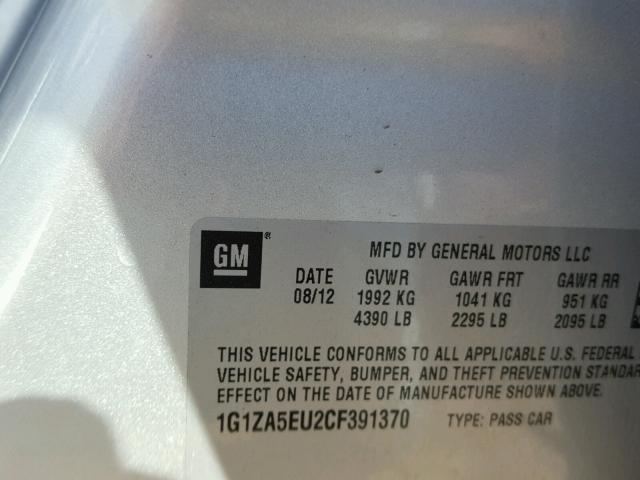 GM®
MFD BY GENERAL MOTORS LLC
DATE GVWR GAWR FRT GAWR RR
08/12 1992 KG 1041 KG 951 KG
4390 LB 2295 LB 2095 LB
THIS VEHICLE CONFORMS TO ALL APPLICABLE U.S. FEDERAL
VEHICLE SAFETY, BUMPER, AND THEFT PREVENTION STANDAR
EFFECT ON THE DATE OF MANUFACTURE SHOWN ABOVE.
1G1ZA5EU2CF391370 TYPE: PASS CAR